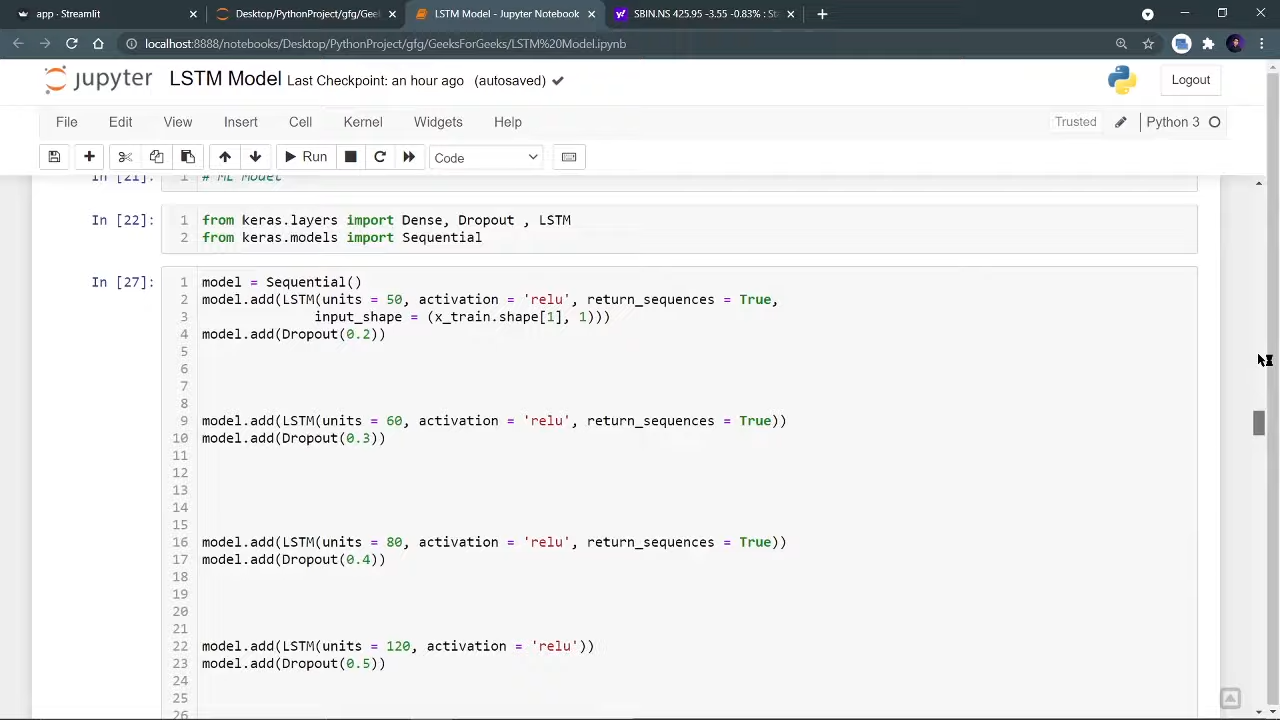 app · Streamlit
Desktop/PythonProject/gfg/Geek
LSTM Model - Jupyter Notebook
SBIN.NS 425.95 -3.55 -0.83% : St
localhost:8888/notebooks/Desktop/PythonProject/gfg/GeeksForGeeks/LSTM%20Model.ipynb
jupyter LSTM Model Last Checkpoint: an hour ago (autosaved)
Logout
File Edit View Insert Cell Kernel Widgets Help
Trusted Python 3
Run Code
In [21]: 1 # ML Model
In [22]: 1 from keras.layers import Dense, Dropout , LSTM
2 from keras.models import Sequential
In [27]: 1 model = Sequential()
2 model.add(LSTM(units = 50, activation = 'relu', return_sequences = True,
3 input_shape = (x_train.shape[1], 1)))
4 model.add(Dropout(0.2))
5
6
7
8
9 model.add(LSTM(units = 60, activation = 'relu', return_sequences = True))
10 model.add(Dropout(0.3))
11
12
13
14
15
16 model.add(LSTM(units = 80, activation = 'relu', return_sequences = True))
17 model.add(Dropout(0.4))
18
19
20
21
22 model.add(LSTM(units = 120, activation = 'relu'))
23 model.add(Dropout(0.5))
24
25
26